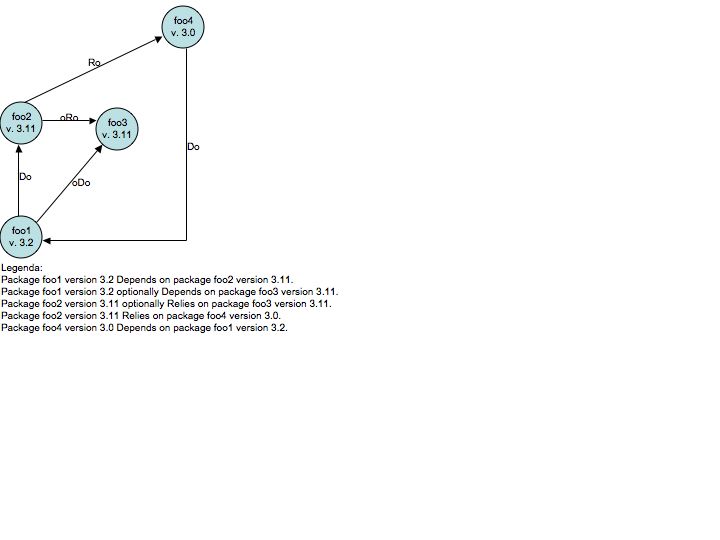 foo4
v. 3.0
Ro
foo2
v. 3.11
oRo
foo3
v. 3.11
Do
Do
oDo
foo1
v. 3.2
Legenda:
Package foo1 version 3.2 Depends on package foo2 version 3.11.
Package foo1 version 3.2 optionally Depends on package foo3 version 3.11.
Package foo2 version 3.11 optionally Relies on package foo3 version 3.11.
Package foo2 version 3.11 Relies on package foo4 version 3.0.
Package foo4 version 3.0 Depends on package foo1 version 3.2.